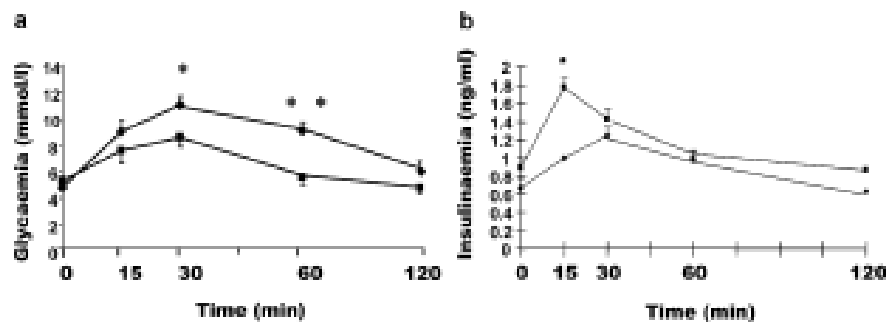 a
Glycaemia (mmol/l)
14
12
10
8
6
4
2
0
0 15 30 60 120
Time (min)
b
Insulinaemia (ng/ml)
2
1.8
1.6
1.4
1.2
1
0.8
0.6
0.4
0.2
0
0 15 30 60 120
Time (min)